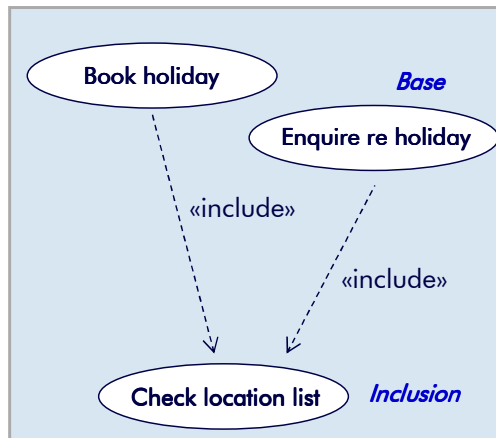 Book holiday
Base
Enquire re holiday
«include»
«include»
Check location list
Inclusion